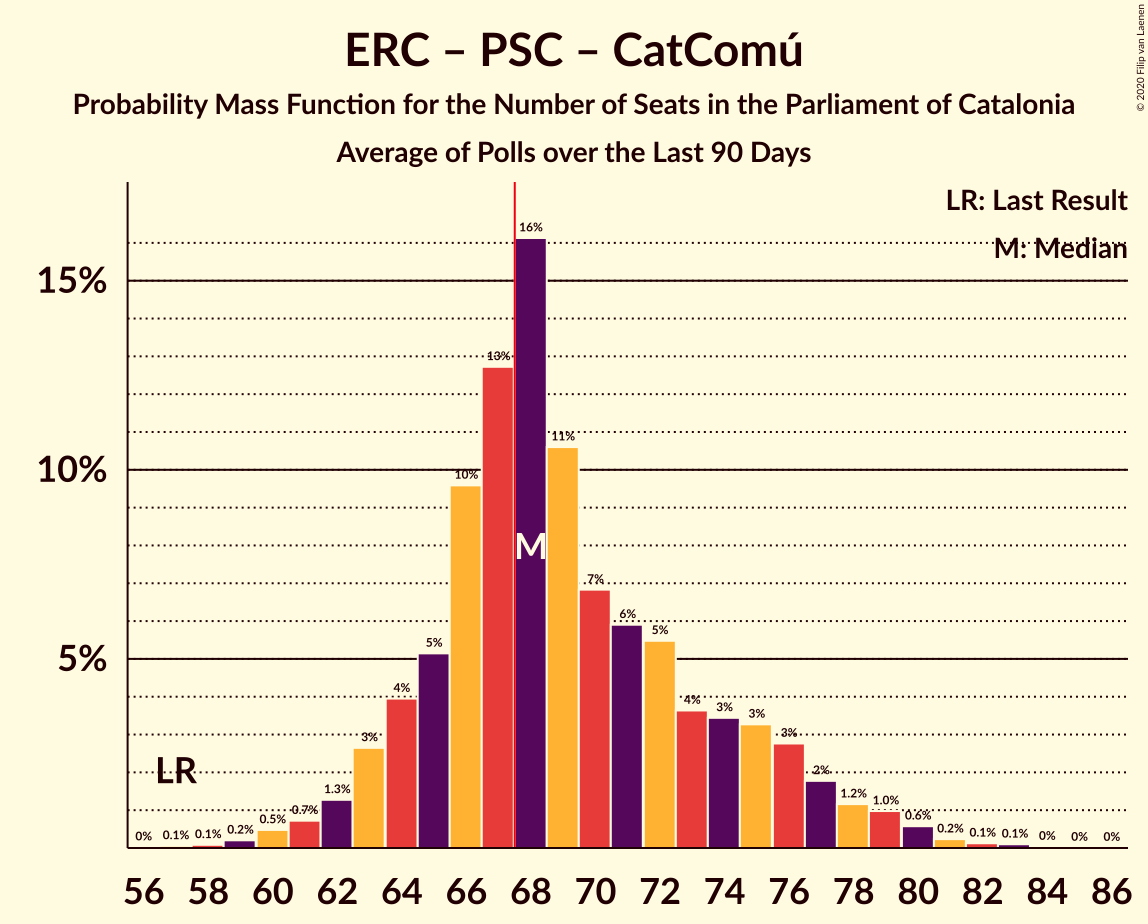 ERC – PSC – CatComú
Probability Mass Function for the Number of Seats in the Parliament of Catalonia
Average of Polls over the Last 90 Days
© 2020 Filip van Laenen
LR: Last Result
M: Median
15%
10%
5%
0% 0.1% 0.1% 0.2% 0.5% 0.7% 1.3% 3% 4% 5% 10% 13% 16% 11% 7% 6% 5% 4% 3% 3% 3% 2% 1.2% 1.0% 0.6% 0.2% 0.1% 0.1% 0% 0% 0%
M
LR
56 58 60 62 64 66 68 70 72 74 76 78 80 82 84 86